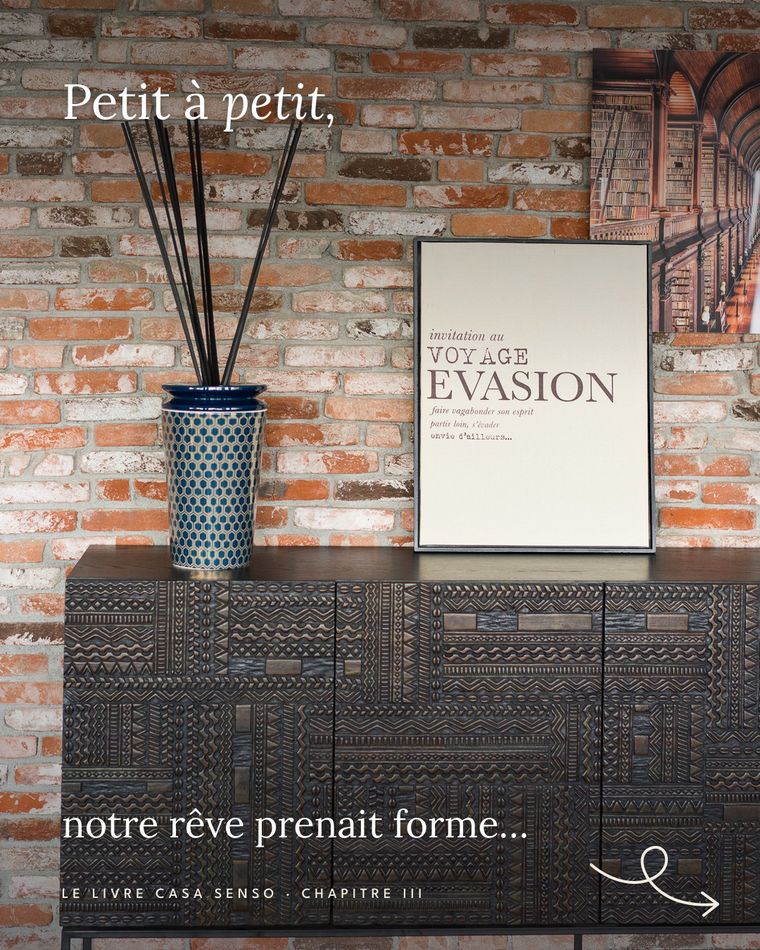 Petit à petit,
invitation au
VOYAGE
EVASION
faire vagabonder son esprit
partir loin, s'évader
envie d'ailleurs...
notre rêve prenait forme...
LE LIVRE CASA SENSO · CHAPITRE III